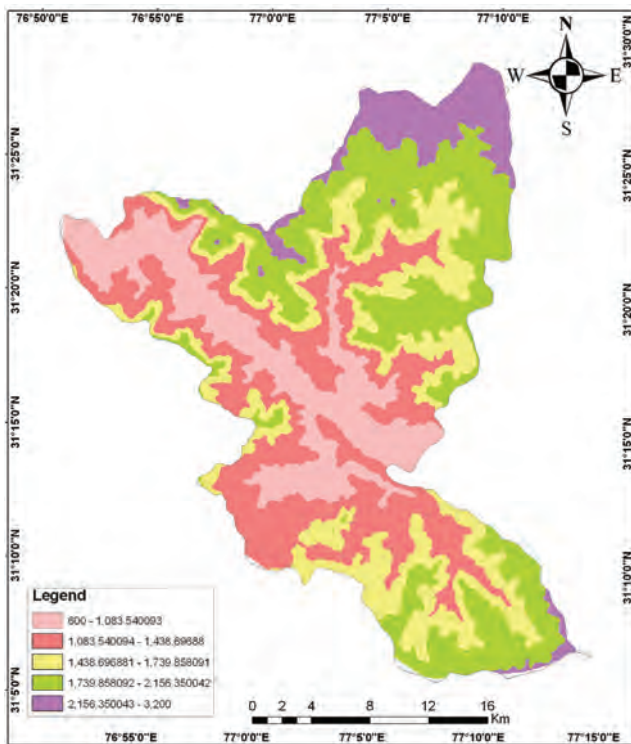 76°50'0"E 76°55'0"E 77°0'0"E 77°5'0"E 77°10'0"E
31°30'0"N
N
W E
S
31°25'0"N
31°25'0"N
31°20'0"N
31°20'0"N
31°15'0"N
31°15'0"N
31°10'0"N
31°10'0"N
31°5'0"N
Legend
600 - 1,083.540093
1,083.540094 - 1,438.69688
1,438.696881 - 1,739.858091
1,739.858092 - 2,156.350042
2,156.350043 - 3,200
0 2 4 8 12 16
Km
76°55'0"E 77°0'0"E 77°5'0"E 77°10'0"E 77°15'0"E